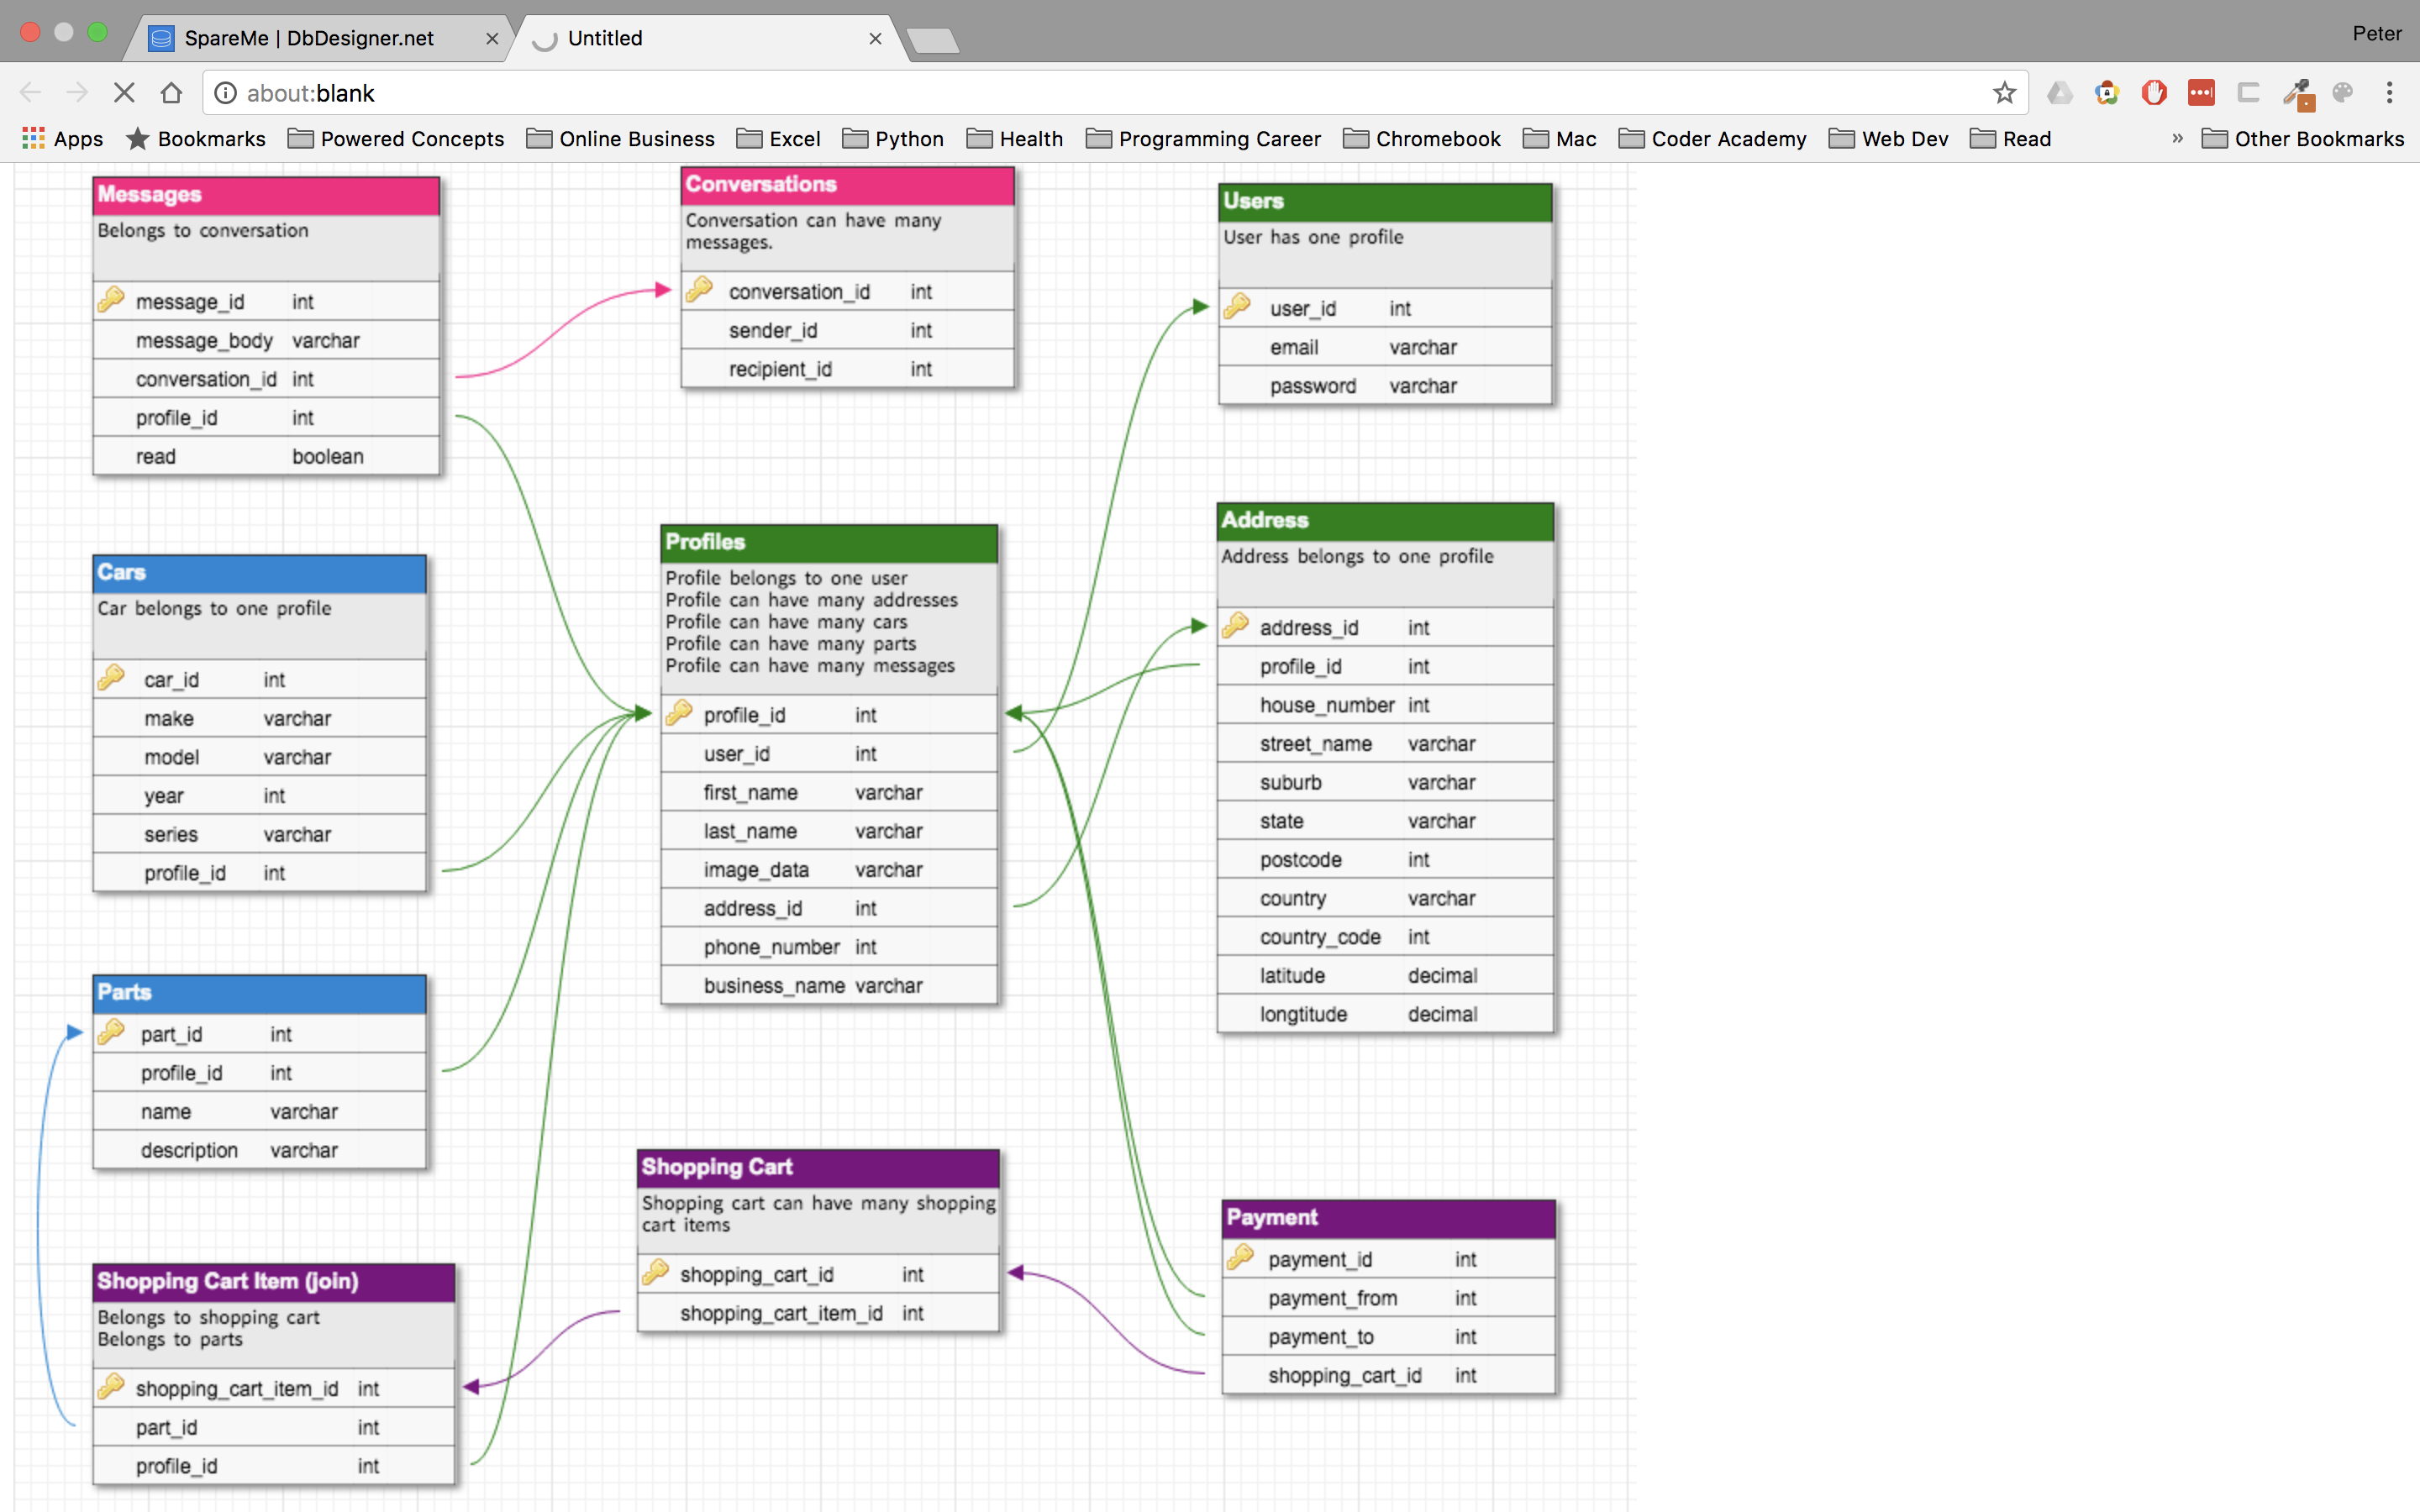 SpareMe | DbDesigner.net
Untitled
Peter
about:blank
Apps Bookmarks Powered Concepts Online Business Excel Python Health Programming Career Chromebook Mac Coder Academy Web Dev Read » Other Bookmarks
Messages
Belongs to conversation
message_id int
message_body varchar
conversation_id int
profile_id int
read boolean
Conversations
Conversation can have many
messages.
conversation_id int
sender_id int
recipient_id int
Users
User has one profile
user_id int
email varchar
password varchar
Cars
Car belongs to one profile
car_id int
make varchar
model varchar
year int
series varchar
profile_id int
Profiles
Profile belongs to one user
Profile can have many addresses
Profile can have many cars
Profile can have many parts
Profile can have many messages
profile_id int
user_id int
first_name varchar
last_name varchar
image_data varchar
address_id int
phone_number int
business_name varchar
Address
Address belongs to one profile
address_id int
profile_id int
house_number int
street_name varchar
suburb varchar
state varchar
postcode int
country varchar
country_code int
latitude decimal
longtitude decimal
Parts
part_id int
profile_id int
name varchar
description varchar
Shopping Cart
Shopping cart can have many shopping
cart items
shopping_cart_id int
shopping_cart_item_id int
Payment
payment_id int
payment_from int
payment_to int
shopping_cart_id int
Shopping Cart Item (join)
Belongs to shopping cart
Belongs to parts
shopping_cart_item_id int
part_id int
profile_id int